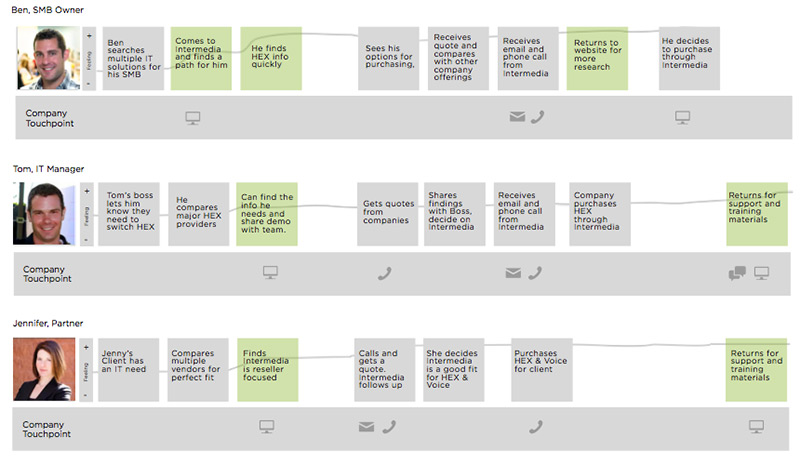 Ben, SMB Owner
+
Feeling
-
Ben
searches
multiple IT
solutions for
his SMB
Comes to
Intermedia
and finds a
path for him
He finds
HEX info
quickly
Sees his
options for
purchasing,
Receives
quote and
compares
with other
company
offerings
Receives
email and
phone call
from
Intermedia
Returns to
website for
more
research
He decides
to purchase
through
Intermedia
Company
Touchpoint
Tom, IT Manager
+
Feeling
-
Tom's boss
lets him
know they
need to
switch HEX
He
compares
major HEX
providers
Can find the
info he
needs and
share demo
with team.
Gets quotes
from
companies
Shares
findings
with Boss,
decide on
Intermedia
Receives
email and
phone call
from
Intermedia
Company
purchases
HEX
through
Intermedia
Returns for
support and
training
materials
Company
Touchpoint
Jennifer, Partner
+
Feeling
-
Jenny's
Client has
an IT need
Compares
multiple
vendors for
perfect fit
Finds
Intermedia
is reseller
focused
Calls and
gets a
quote.
Intermedia
follows up
She decides
Intermedia
is a good fit
for HEX &
Voice
Purchases
HEX & Voice
for client
Returns for
support and
training
materials
Company
Touchpoint